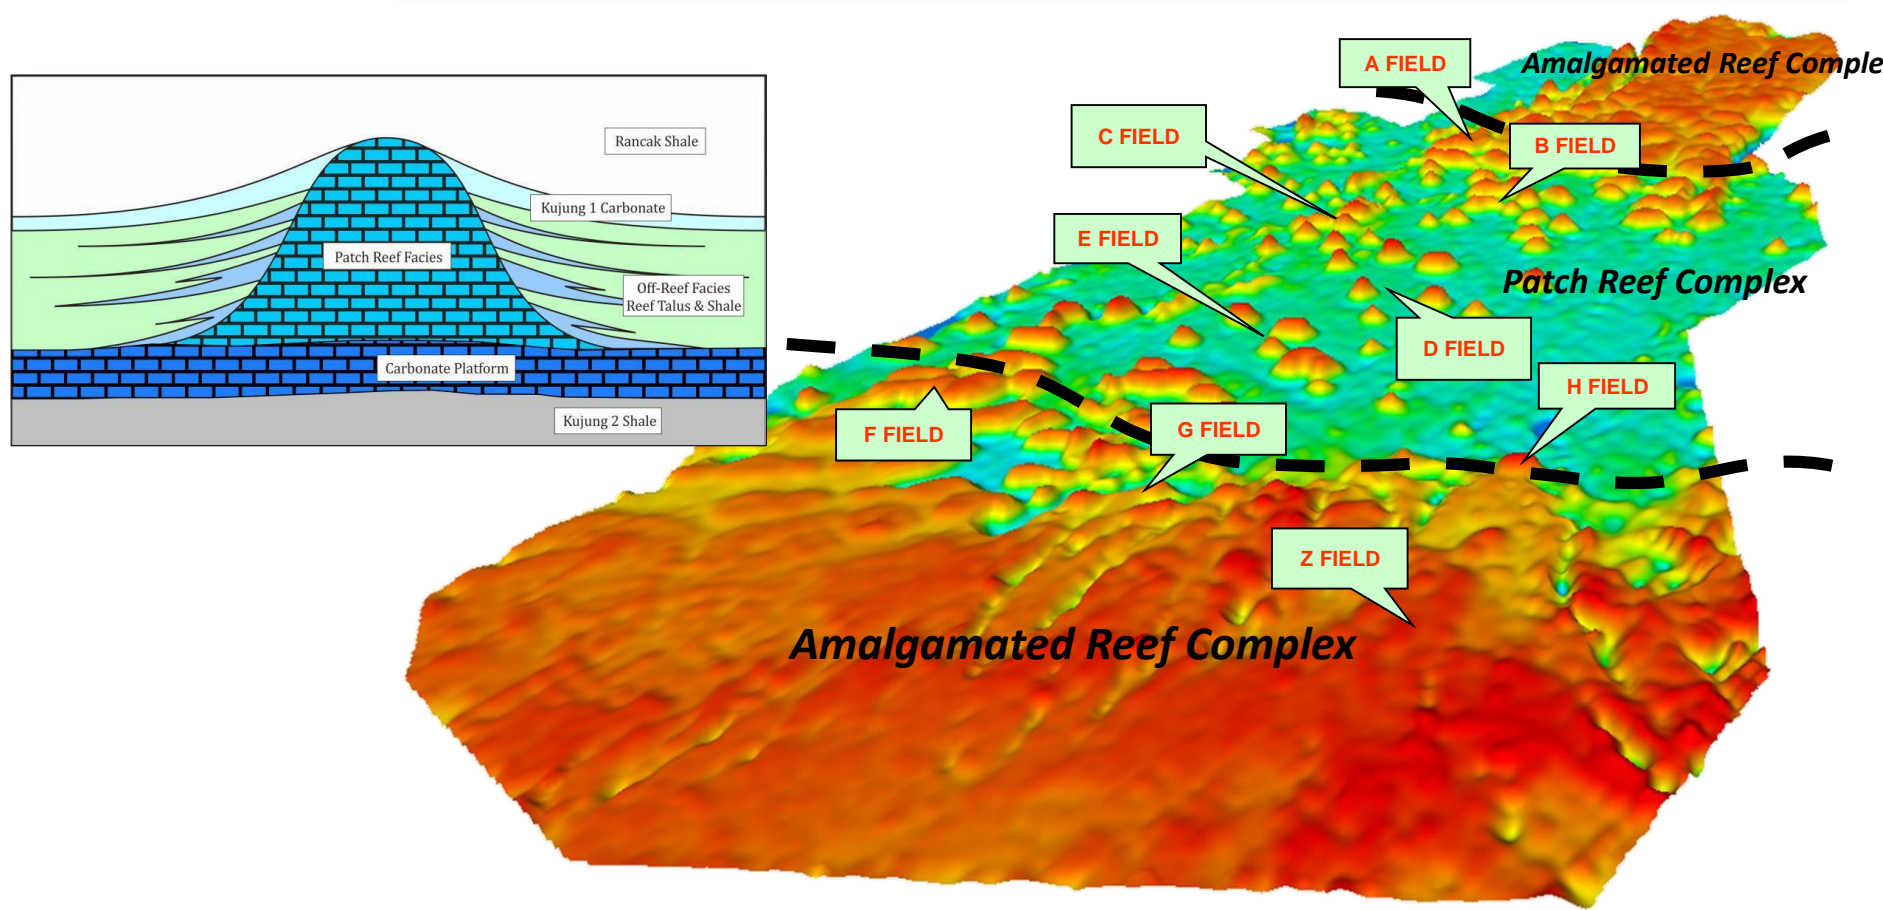 A FIELD
Amalgamated Reef Comple
C FIELD
B FIELD
Rancak Shale
Kujung 1 Carbonate
E FIELD
Patch Reef Facies
Patch Reef Complex
Off-Reef Facies
Reef Talus & Shale
D FIELD
Carbonate Platform
H FIELD
Kujung 2 Shale
F FIELD
G FIELD
Z FIELD
Amalgamated Reef Complex